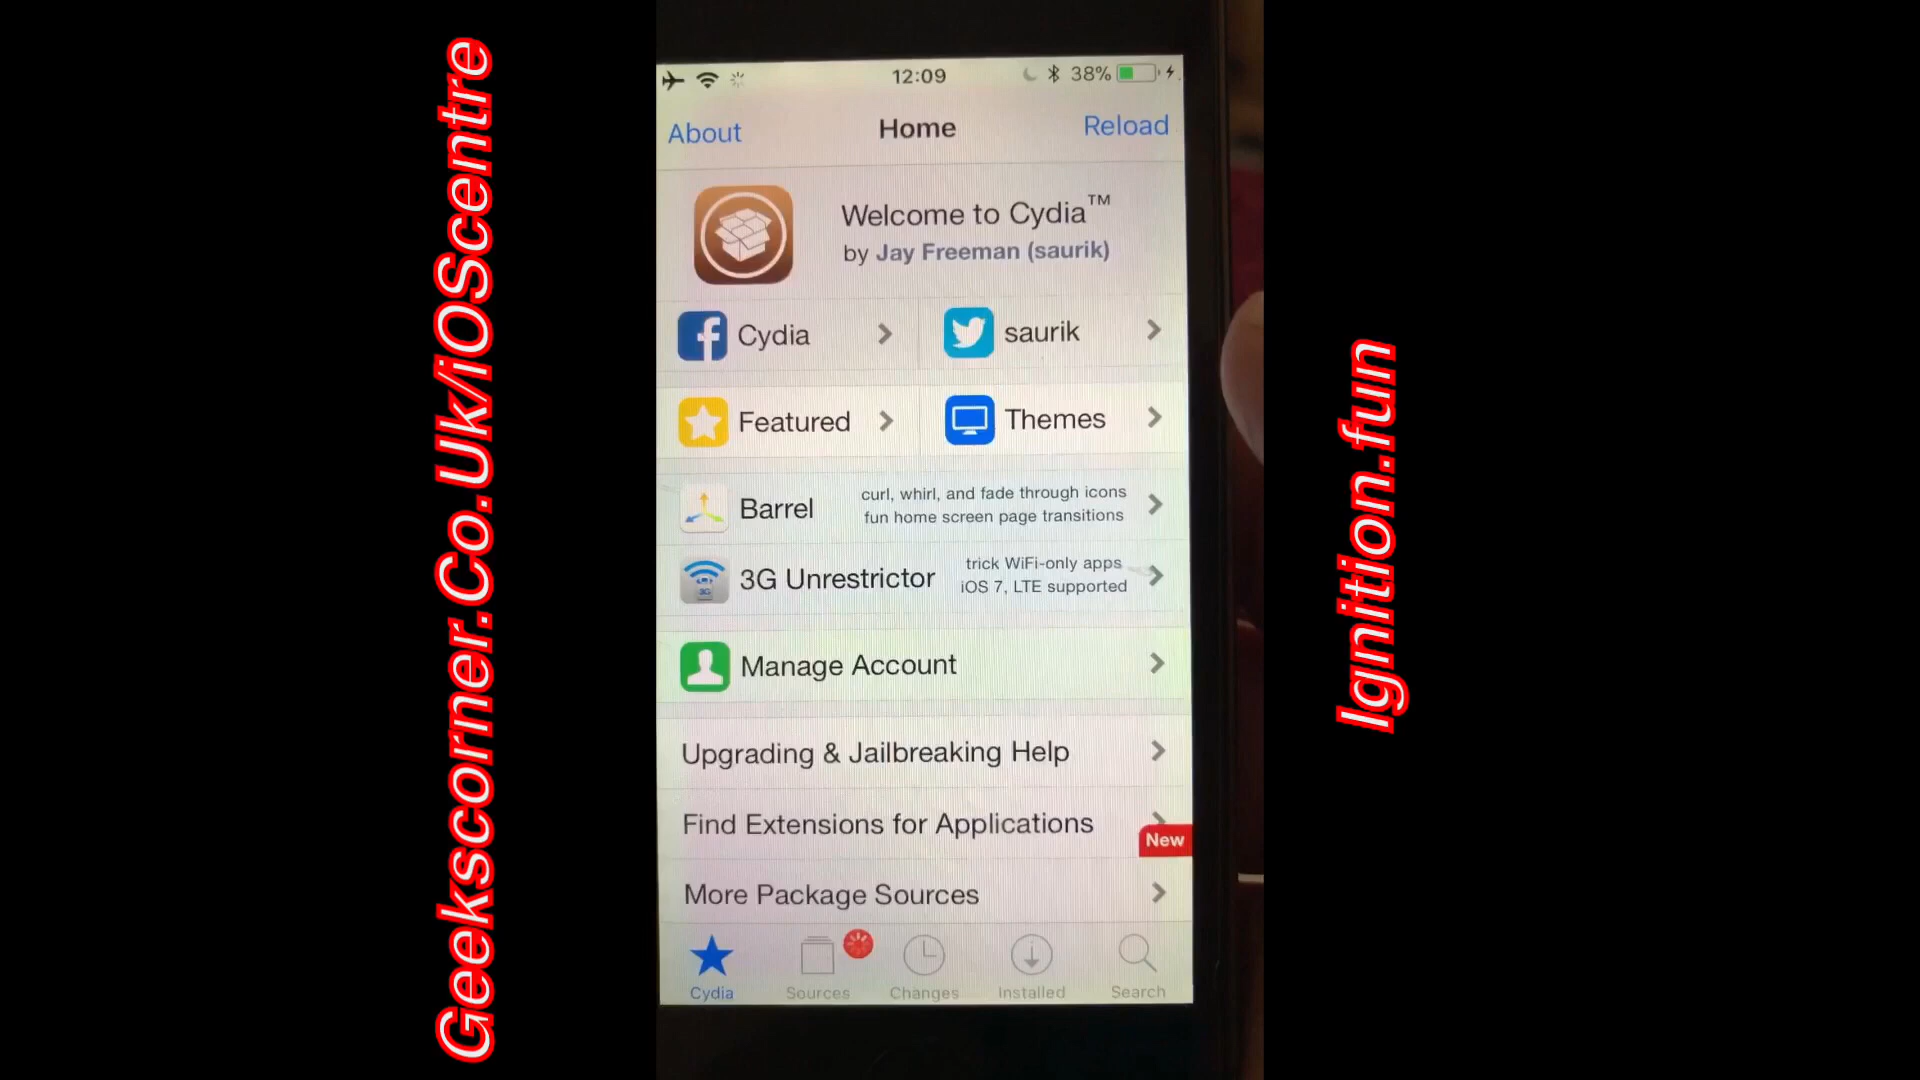 Geekscorner.Co.Uk/iOScentre
12:09
38%
About
Home
Reload
Welcome to Cydia™
by Jay Freeman (saurik)
Cydia
saurik
Featured
Themes
Barrel
curl, whirl, and fade through icons
fun home screen page transitions
3G Unrestrictor
trick WiFi-only apps
iOS 7, LTE supported
3G
Manage Account
Upgrading & Jailbreaking Help
Find Extensions for Applications
New
More Package Sources
Cydia
Sources
Changes
Installed
Search
Ignition.fun